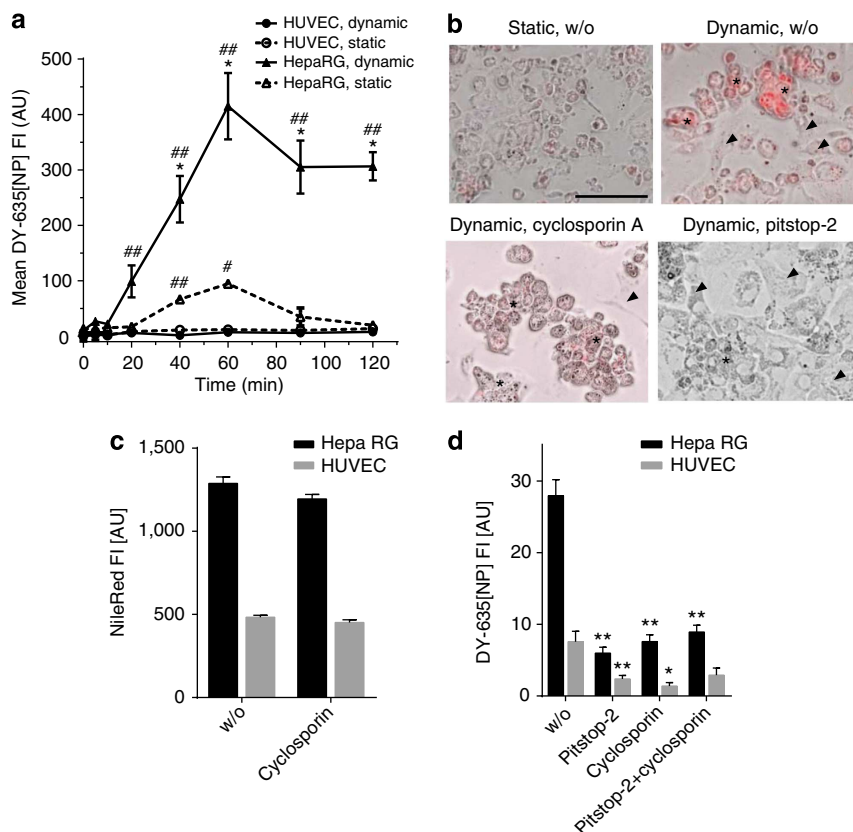 a
HUVEC, dynamic
HUVEC, static
HepaRG, dynamic
HepaRG, static
Mean DY-635[NP] FI (AU)
500
400
300
200
100
0
##
##
*
##
*
##
*
##
*
##
#
0 20 40 60 80 100 120
Time (min)
b
Static, w/o
Dynamic, w/o
*
*
*
Dynamic, cyclosporin A
Dynamic, pitstop-2
*
*
*
*
c
Hepa RG
HUVEC
NileRed FI [AU]
1,500
1,000
500
0
w/o
Cyclosporin
d
Hepa RG
HUVEC
DY-635[NP] FI [AU]
30
20
10
0
**
**
**
*
**
w/o
Pitstop-2
Cyclosporin
Pitstop-2+cyclosporin